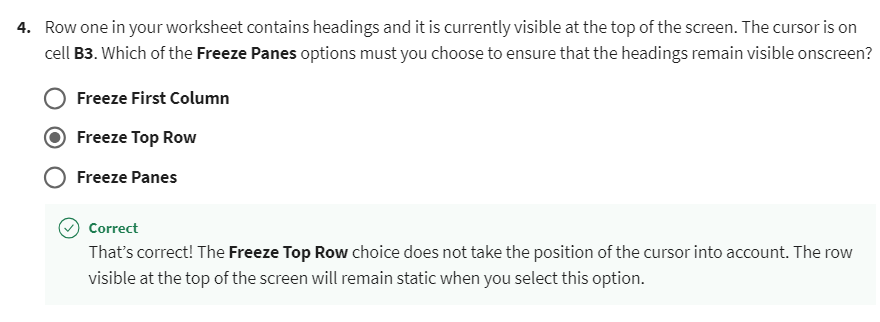 4. Row one in your worksheet contains headings and it is currently visible at the top of the screen. The cursor is on
cell B3. Which of the Freeze Panes options must you choose to ensure that the headings remain visible onscreen?
Freeze First Column
Freeze Top Row
Freeze Panes
Correct
That's correct! The Freeze Top Row choice does not take the position of the cursor into account. The row
visible at the top of the screen will remain static when you select this option.